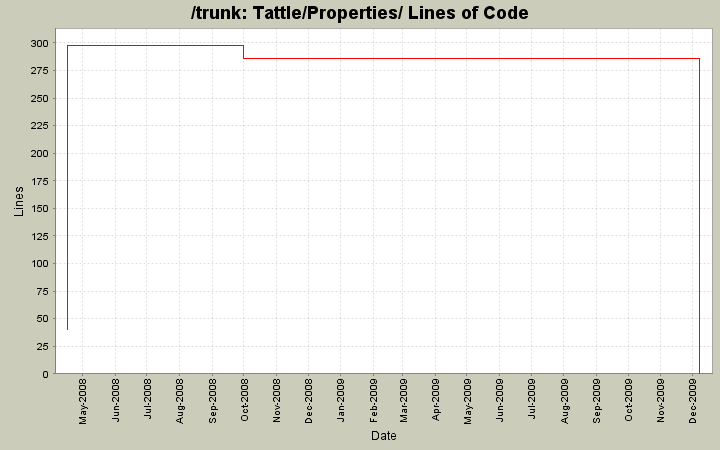 /trunk: Tattle/Properties/ Lines of Code
300
275
250
225
200
175
150
125
100
75
50
25
0
Lines
May-2008
Jun-2008
Jul-2008
Aug-2008
Sep-2008
Oct-2008
Nov-2008
Dec-2008
Jan-2009
Feb-2009
Mar-2009
Apr-2009
May-2009
Jun-2009
Jul-2009
Aug-2009
Sep-2009
Oct-2009
Nov-2009
Dec-2009
Date